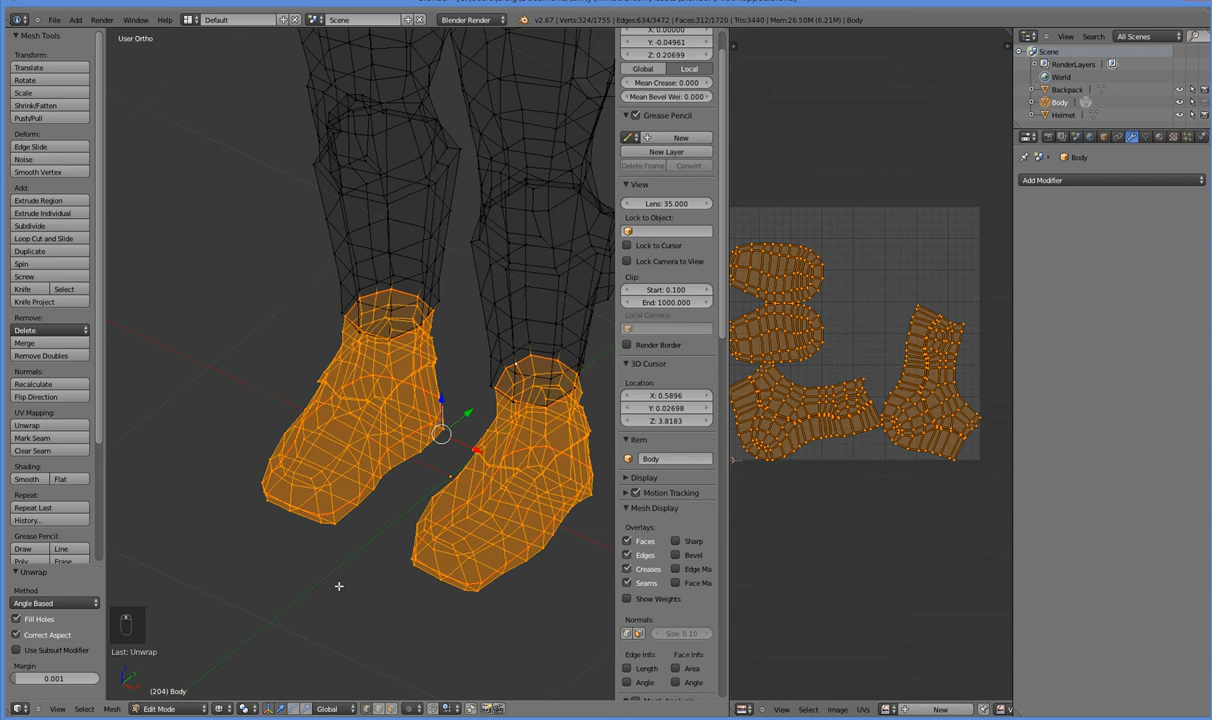 File Add Render Window Help Default Scene Blender Render v2.67 | Verts:324/1755 | Edges:634/3472 | Faces:312/1720 | Tris:3440 | Mem:26.50M (6.21M) | Body
Mesh Tools
Transform:
Translate
Rotate
Scale
Shrink/Fatten
Push/Pull
Deform:
Edge Slide
Noise
Smooth Vertex
Add:
Extrude Region
Extrude Individual
Subdivide
Loop Cut and Slide
Duplicate
Spin
Screw
Knife Select
Knife Project
Remove:
Delete
Merge
Remove Doubles
Normals:
Recalculate
Flip Direction
UV Mapping:
Unwrap
Mark Seam
Clear Seam
Shading:
Smooth Flat
Repeat:
Repeat Last
History...
Grease Pencil:
Draw Line
Poly Erase
Unwrap
Method
Angle Based
Fill Holes
Correct Aspect
Use Subsurf Modifier
Margin
0.001
User Ortho
Last: Unwrap
(204) Body
X: 0.00000
Y: -0.04961
Z: 0.20699
Global Local
Mean Crease: 0.000
Mean Bevel Wei: 0.000
Grease Pencil
New
New Layer
Delete Frame Convert
View
Lens: 35.000
Lock to Object:
Lock to Cursor
Lock Camera to View
Clip:
Start: 0.100
End: 1000.000
Local Camera:
Render Border
3D Cursor
Location:
X: 0.5896
Y: 0.02698
Z: 3.8183
Item
Body
Display
Motion Tracking
Mesh Display
Overlays:
Faces Sharp
Edges Bevel
Creases Edge Ma
Seams Face Ma
Show Weights
Normals:
Size: 0.10
Edge Info: Face Info:
Length Area
Angle Angle
View Search All Scenes
Scene
RenderLayers
World
Backpack
Body
Helmet
Body
Add Modifier
View Select Mesh Edit Mode Global
View Select Image UVs New